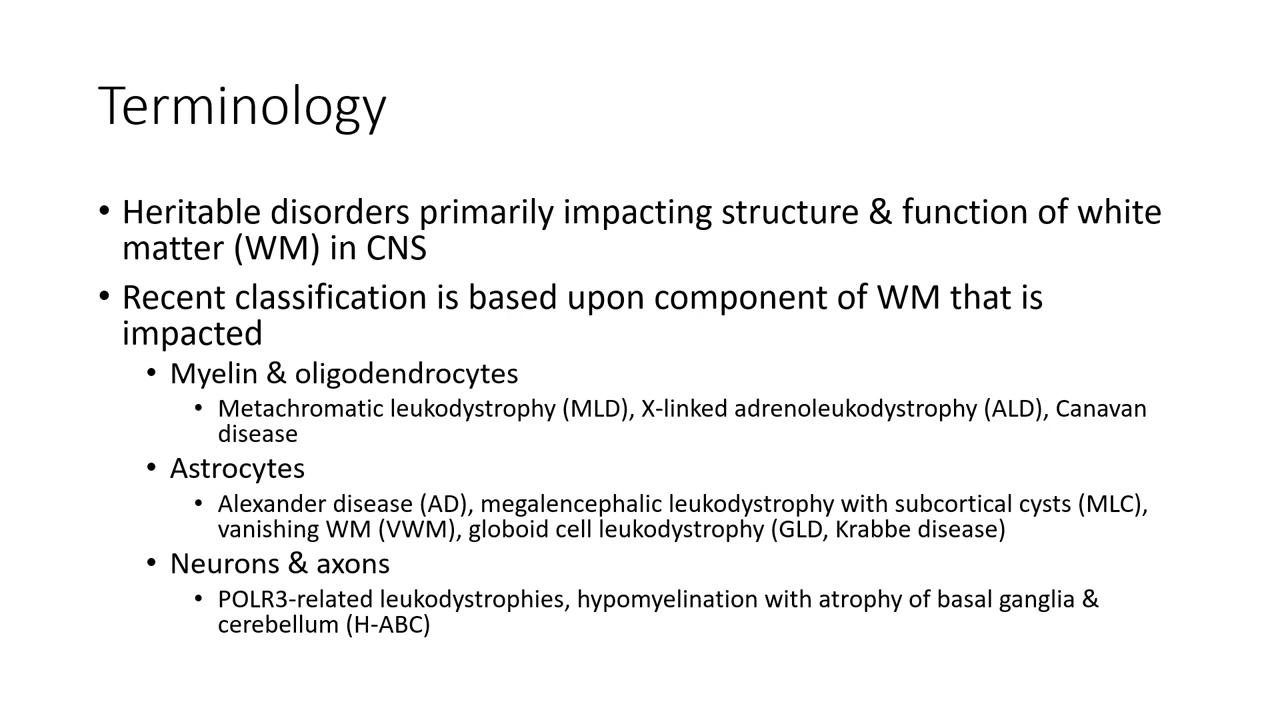 Terminology
• Heritable disorders primarily impacting structure & function of white
matter (WM) in CNS
• Recent classification is based upon component of WM that is
impacted
• Myelin & oligodendrocytes
• Metachromatic leukodystrophy (MLD), X-linked adrenoleukodystrophy (ALD), Canavan
disease
• Astrocytes
• Alexander disease (AD), megalencephalic leukodystrophy with subcortical cysts (MLC),
vanishing WM (VWM), globoid cell leukodystrophy (GLD, Krabbe disease)
• Neurons & axons
• POLR3-related leukodystrophies, hypomyelination with atrophy of basal ganglia &
cerebellum (H-ABC)